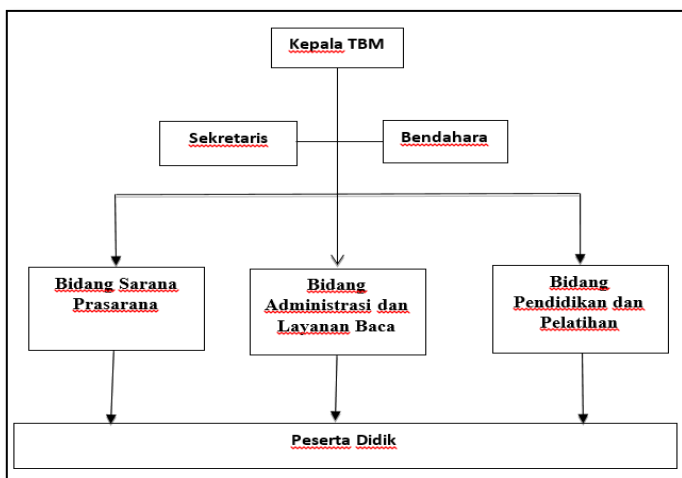 Kepala TBM
Sekretaris
Bendahara
Bidang Sarana
Prasarana
Bidang
Administrasi dan
Layanan Baca
Bidang
Pendidikan dan
Pelatihan
Peserta Didik